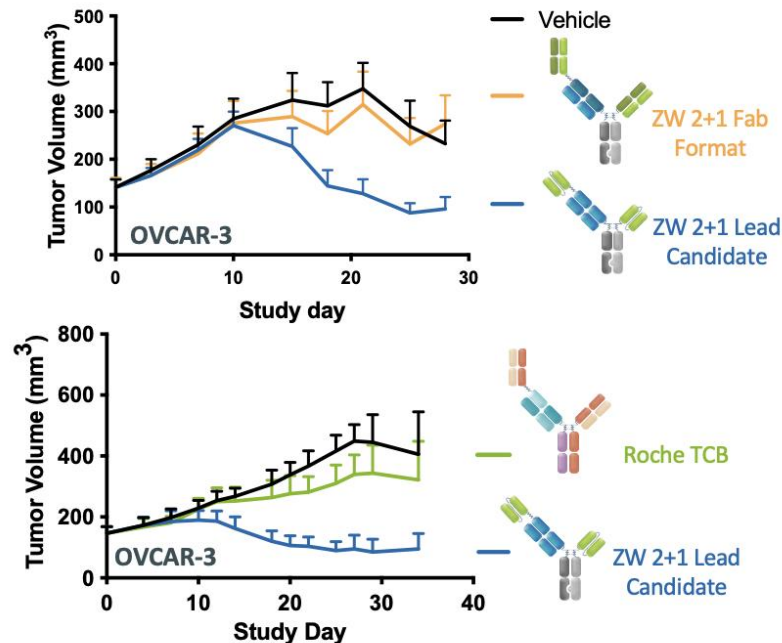 Vehicle
500
400
300
200
100
0
Tumor Volume (mm³)
OVCAR-3
0
10
20
30
Study day
ZW 2+1 Fab
Format
ZW 2+1 Lead
Candidate
800
600
400
200
0
Tumor Volume (mm³)
OVCAR-3
0
10
20
30
40
Study Day
Roche TCB
ZW 2+1 Lead
Candidate